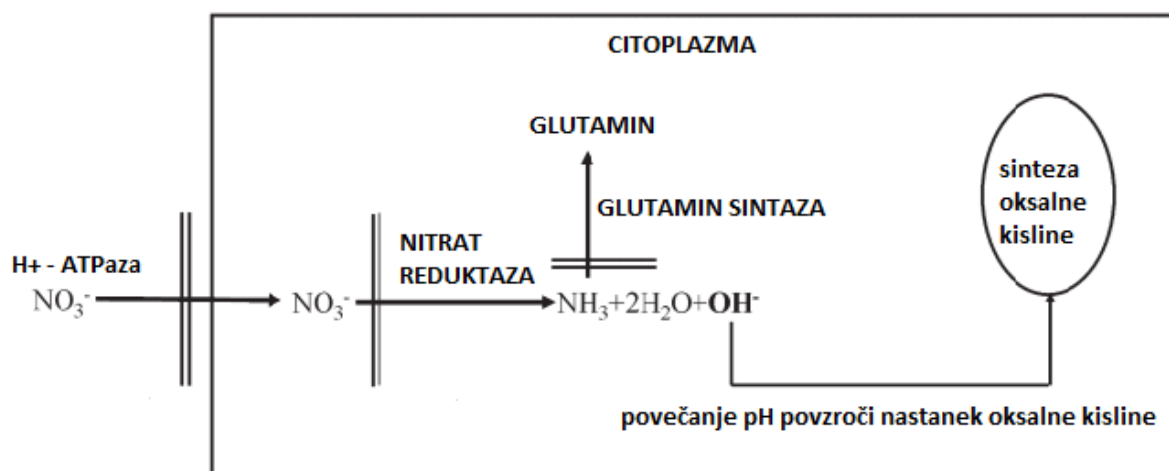 CITOPLAZMA
GLUTAMIN
GLUTAMIN SINTAZA
sinteza
oksalne
kisline
H+ - ATPaza
NITRAT
REDUKTAZA
NO₃⁻
NO₃⁻
NH₃+2H₂O+OH⁻
povečanje pH povzroči nastanek oksalne kisline